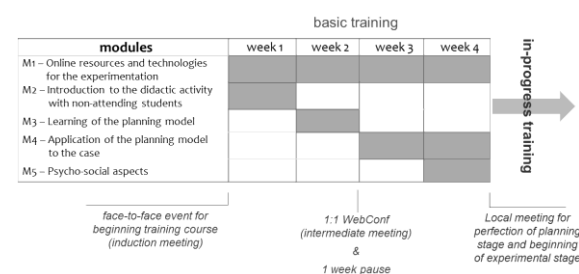 basic training
modules week 1 week 2 week 3 week 4
M1 – Online resources and technologies
for the experimentation
M2 – Introduction to the didactic activity
with non-attending students
M3 – Learning of the planning model
M4 – Application of the planning model
to the case
M5 – Psycho-social aspects
in-progress training
face-to-face event for
beginning training course
(induction meeting)
1:1 WebConf
(intermediate meeting)
&
1 week pause
Local meeting for
perfection of planning
stage and beginning
of experimental stage